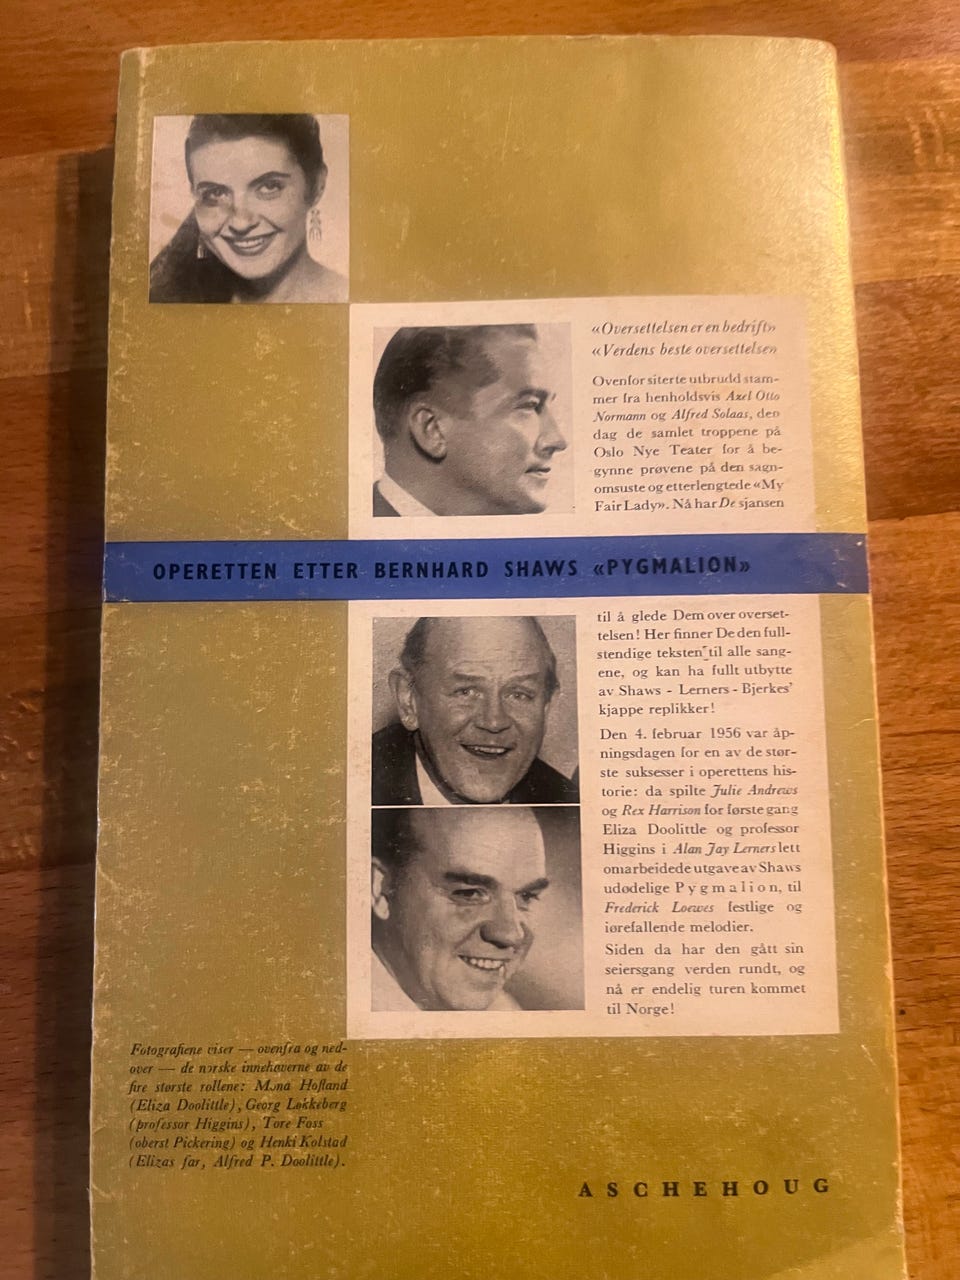 «Oversettelsen er en bedrift»
«Verdens beste oversettelse»
Ovenfor siterte utbrudd stam-
mer fra henholdsvis Axel Otto
Normann og Alfred Solaas, den
dag de samlet troppene på
Oslo Nye Teater for å be-
gynne prøvene på den sagn-
omsuste og etterlengtede «My
Fair Lady». Nå har De sjansen
OPERETTEN ETTER BERNHARD SHAWS «PYGMALION»
til å glede Dem over overset-
telsen! Her finner De den full-
stendige teksten til alle sang-
ene, og kan ha fullt utbytte
av Shaws - Lerners - Bjerkes'
kjappe replikker!
Den 4. februar 1956 var åp-
ningsdagen for en av de stør-
ste suksesser i operettens his-
torie: da spilte Julie Andrews
og Rex Harrison for første gang
Eliza Doolittle og professor
Higgins i Alan Jay Lerners lett
omarbeidede utgave av Shaws
udødelige Pygmalion, til
Frederick Loewes festlige og
iørefallende melodier.
Siden da har den gått sin
seiersgang verden rundt, og
nå er endelig turen kommet
til Norge!
Fotografiene viser — ovenfra og ned-
over — de norske innehaverne av de
fire største rollene: Mona Hofland
(Eliza Doolittle), Georg Løkkeberg
(professor Higgins), Tore Foss
(oberst Pickering) og Henki Kolstad
(Elizas far, Alfred P. Doolittle).
ASCHEHOUG